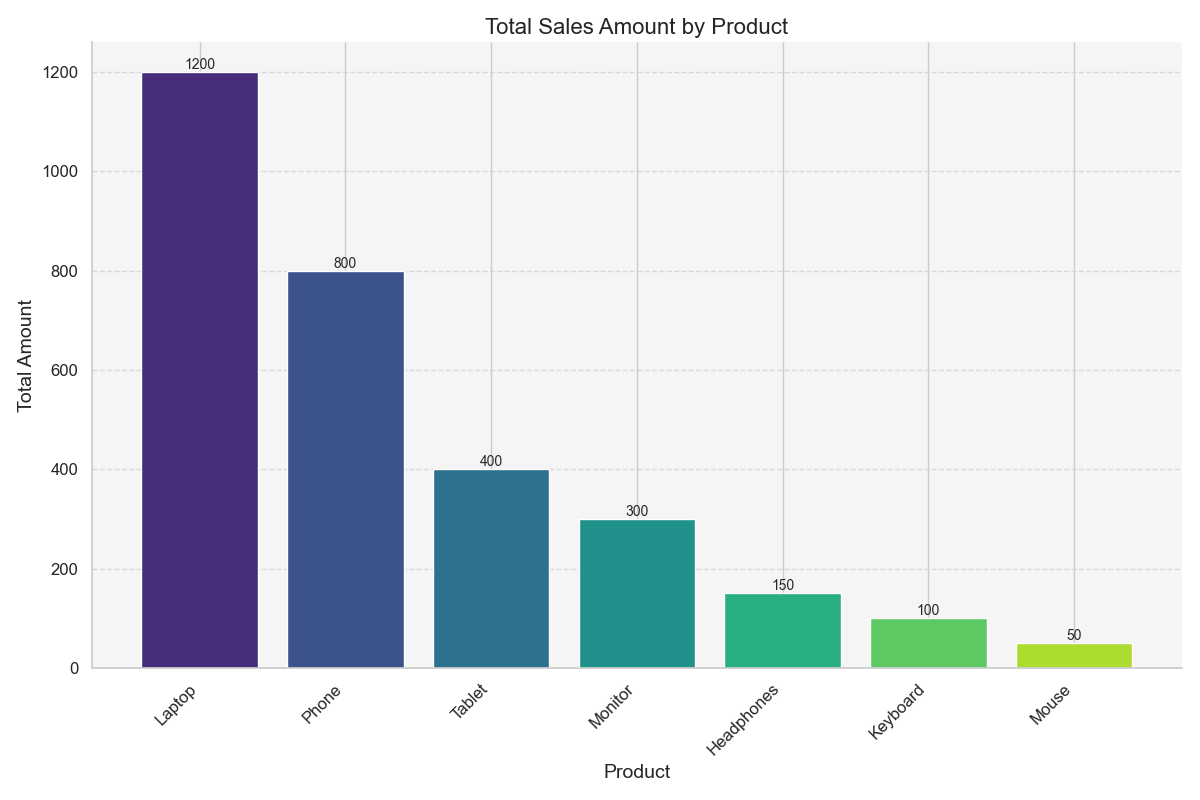 Total Sales Amount by Product
Total Amount
1200
1000
800
600
400
200
0
1200
800
400
300
150
100
50
Laptop
Phone
Tablet
Monitor
Headphones
Keyboard
Mouse
Product